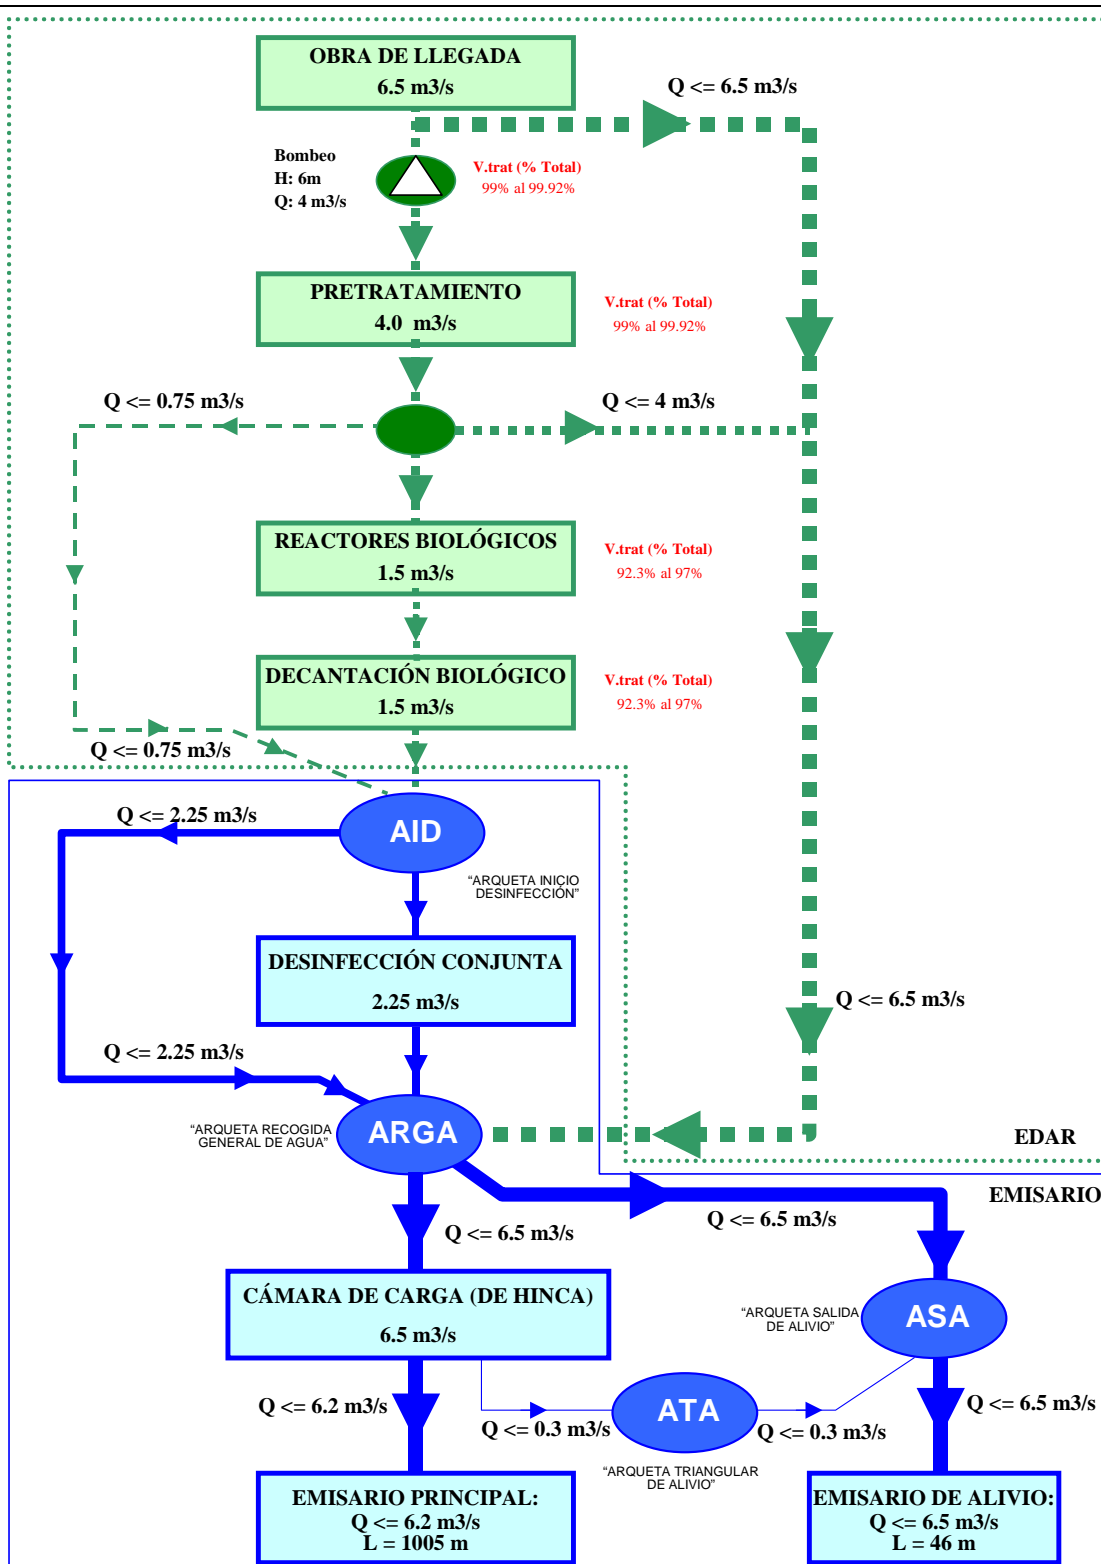 OBRA DE LLEGADA
6.5 m3/s
Q <= 6.5 m3/s
Bombeo
H: 6m
Q: 4 m3/s
V.trat (% Total)
99% al 99.92%
PRETRATAMIENTO
4.0 m3/s
V.trat (% Total)
99% al 99.92%
Q <= 0.75 m3/s
Q <= 4 m3/s
REACTORES BIOLÓGICOS
1.5 m3/s
V.trat (% Total)
92.3% al 97%
DECANTACIÓN BIOLÓGICO
1.5 m3/s
V.trat (% Total)
92.3% al 97%
Q <= 0.75 m3/s
Q <= 2.25 m3/s
AID
“ARQUETA INICIO
DESINFECCIÓN”
DESINFECCIÓN CONJUNTA
2.25 m3/s
Q <= 6.5 m3/s
Q <= 2.25 m3/s
“ARQUETA RECOGIDA
GENERAL DE AGUA”
ARGA
EDAR
EMISARIO
Q <= 6.5 m3/s
Q <= 6.5 m3/s
CÁMARA DE CARGA (DE HINCA)
6.5 m3/s
“ARQUETA SALIDA
DE ALIVIO”
ASA
Q <= 6.2 m3/s
Q <= 0.3 m3/s
ATA
Q <= 0.3 m3/s
Q <= 6.5 m3/s
“ARQUETA TRIANGULAR
DE ALIVIO”
EMISARIO PRINCIPAL:
Q <= 6.2 m3/s
L = 1005 m
EMISARIO DE ALIVIO:
Q <= 6.5 m3/s
L = 46 m